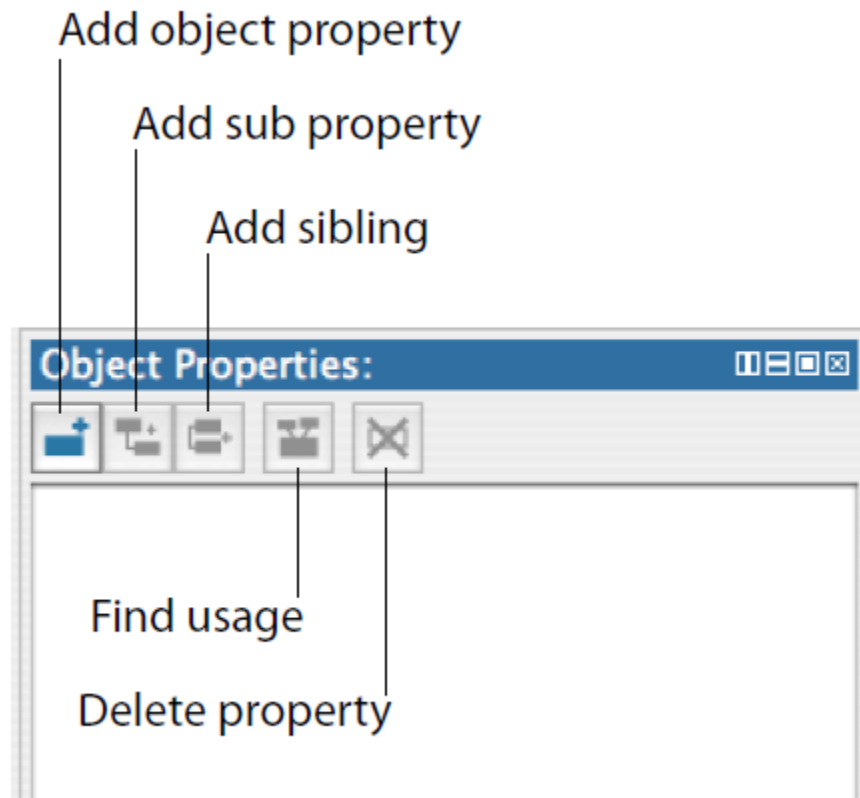 Add object property
Add sub property
Add sibling
Object Properties:
Find usage
Delete property